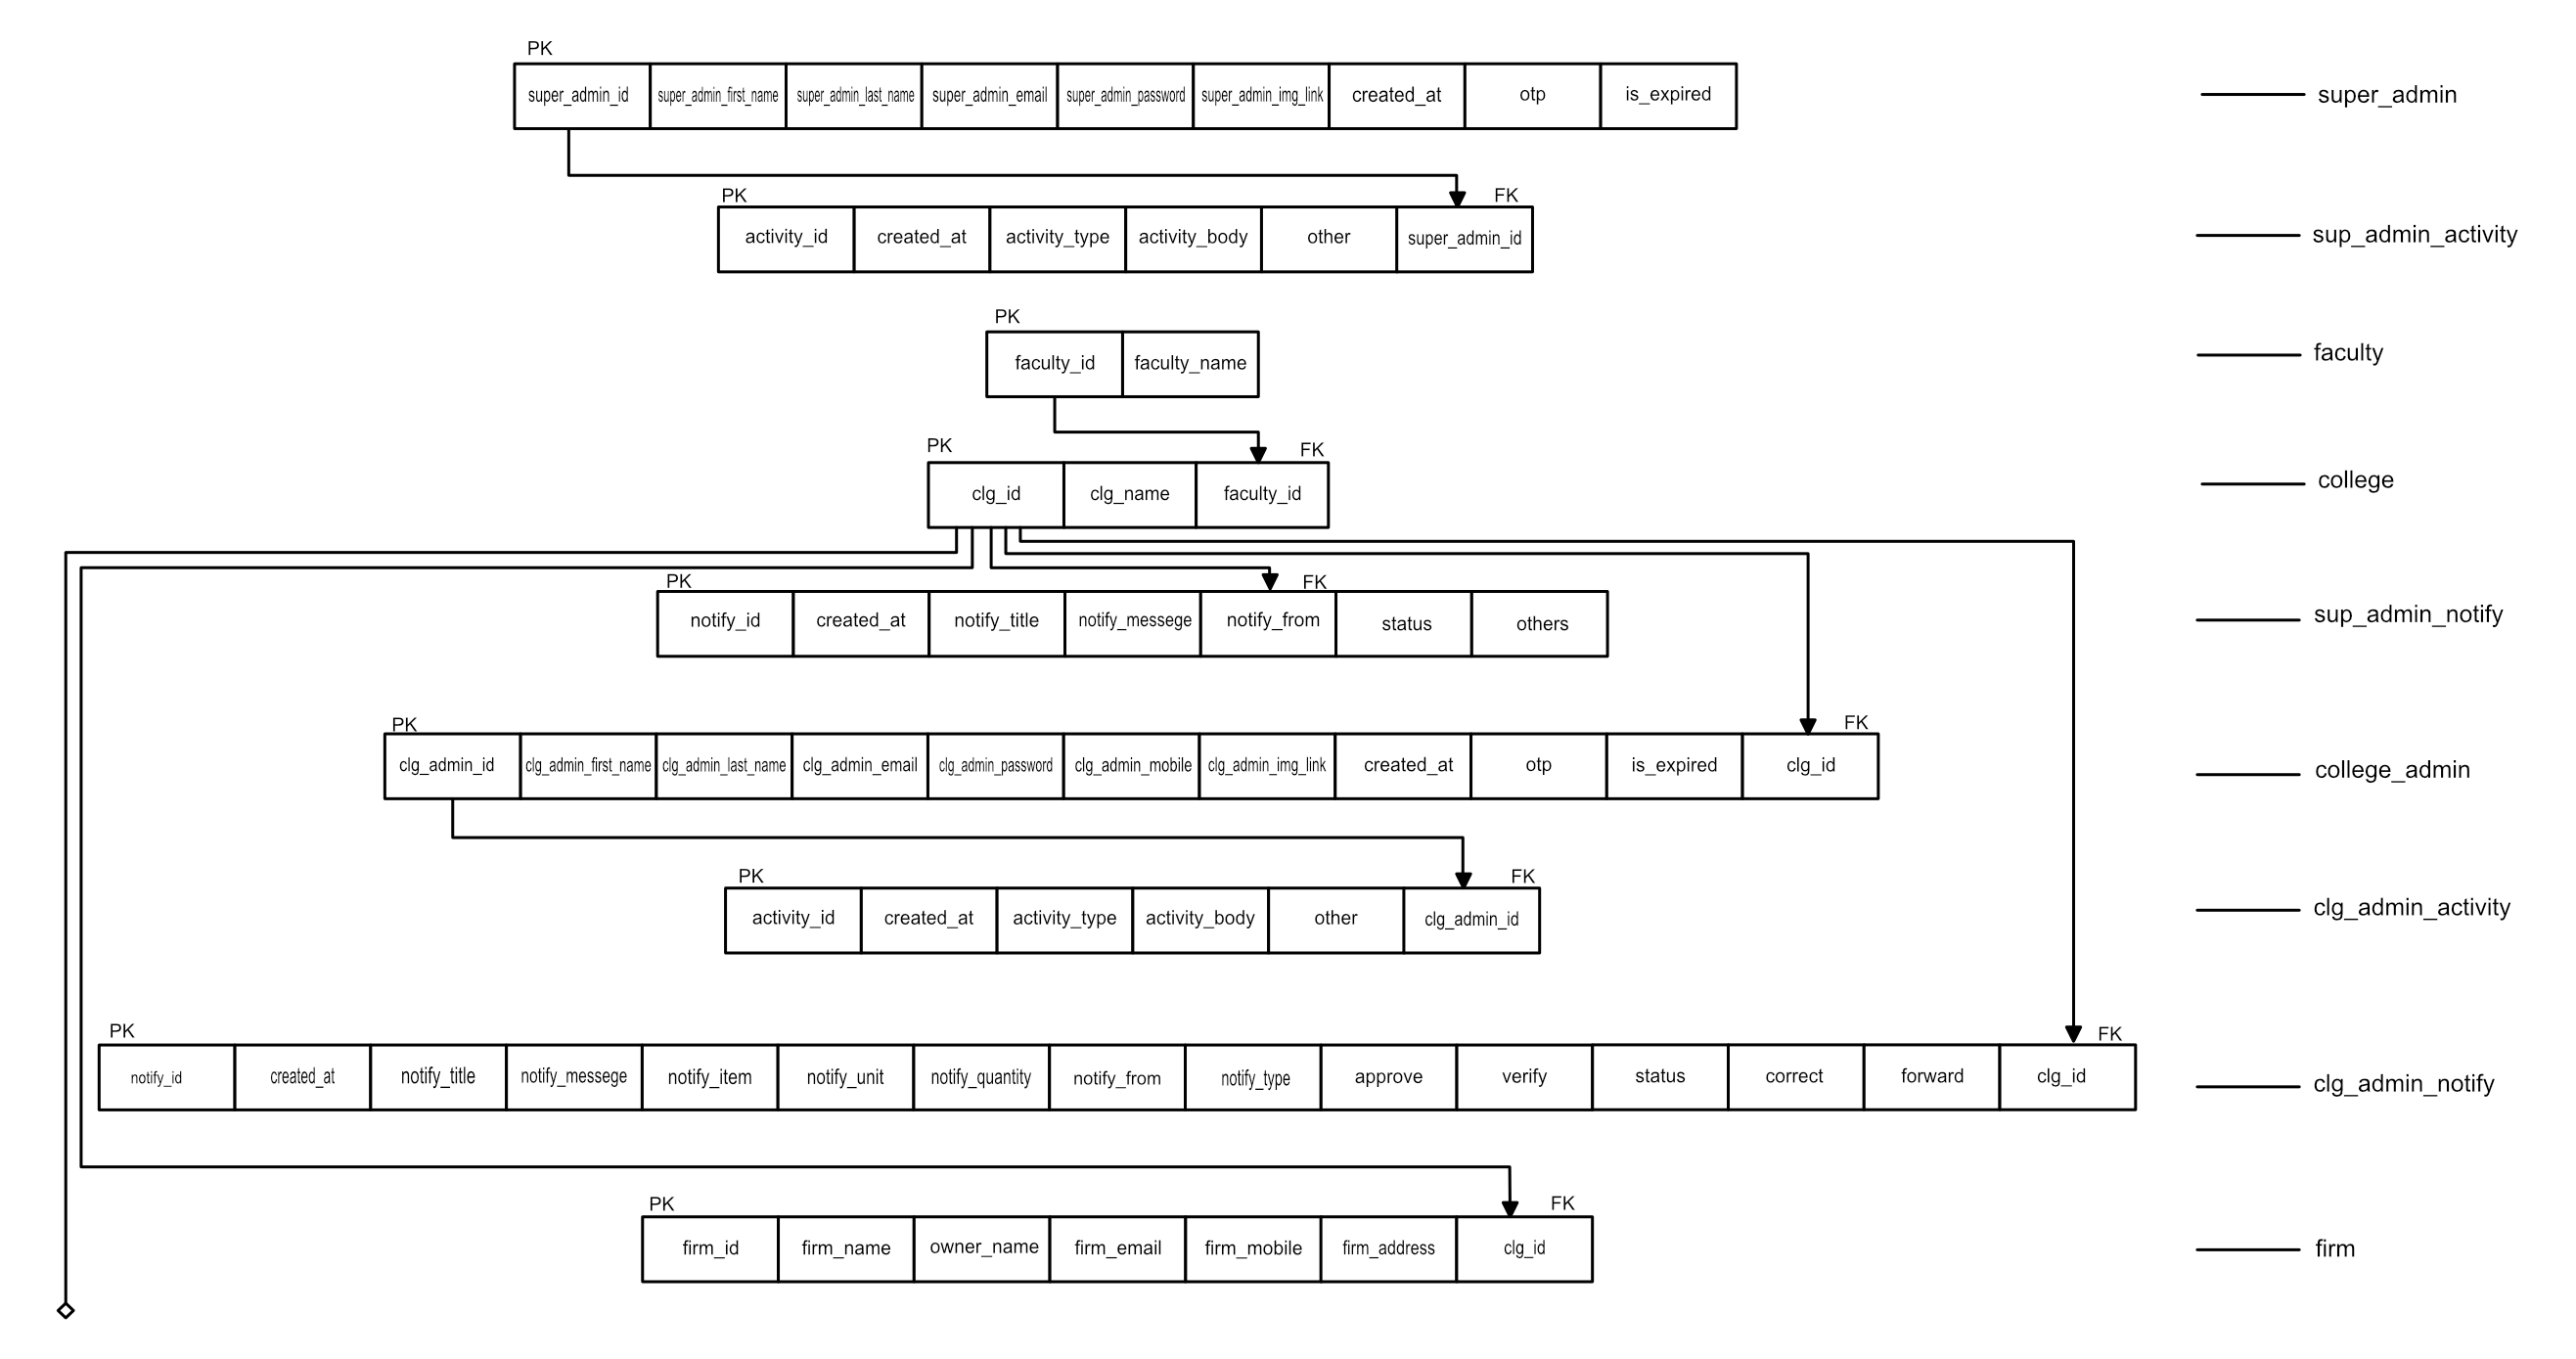 PK
super_admin_id super_admin_first_name super_admin_last_name super_admin_email super_admin_password super_admin_img_link created_at otp is_expired super_admin
PK FK
activity_id created_at activity_type activity_body other super_admin_id sup_admin_activity
PK
faculty_id faculty_name faculty
PK FK
clg_id clg_name faculty_id college
PK FK
notify_id created_at notify_title notify_messege notify_from status others sup_admin_notify
PK FK
clg_admin_id clg_admin_first_name clg_admin_last_name clg_admin_email clg_admin_password clg_admin_mobile clg_admin_img_link created_at otp is_expired clg_id college_admin
PK FK
activity_id created_at activity_type activity_body other clg_admin_id clg_admin_activity
PK FK
notify_id created_at notify_title notify_messege notify_item notify_unit notify_quantity notify_from notify_type approve verify status correct forward clg_id clg_admin_notify
PK FK
firm_id firm_name owner_name firm_email firm_mobile firm_address clg_id firm